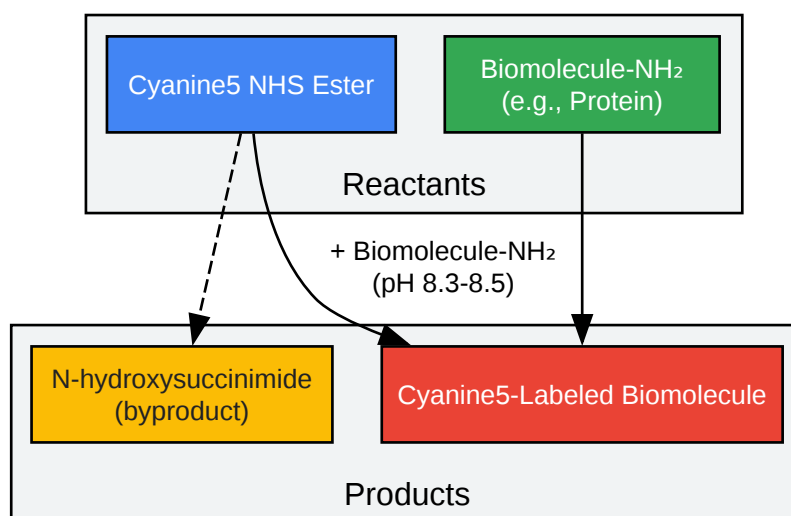 Cyanine5 NHS Ester
Biomolecule-NH₂
(e.g., Protein)
Reactants
+ Biomolecule-NH₂
(pH 8.3-8.5)
N-hydroxysuccinimide
(byproduct)
Cyanine5-Labeled Biomolecule
Products